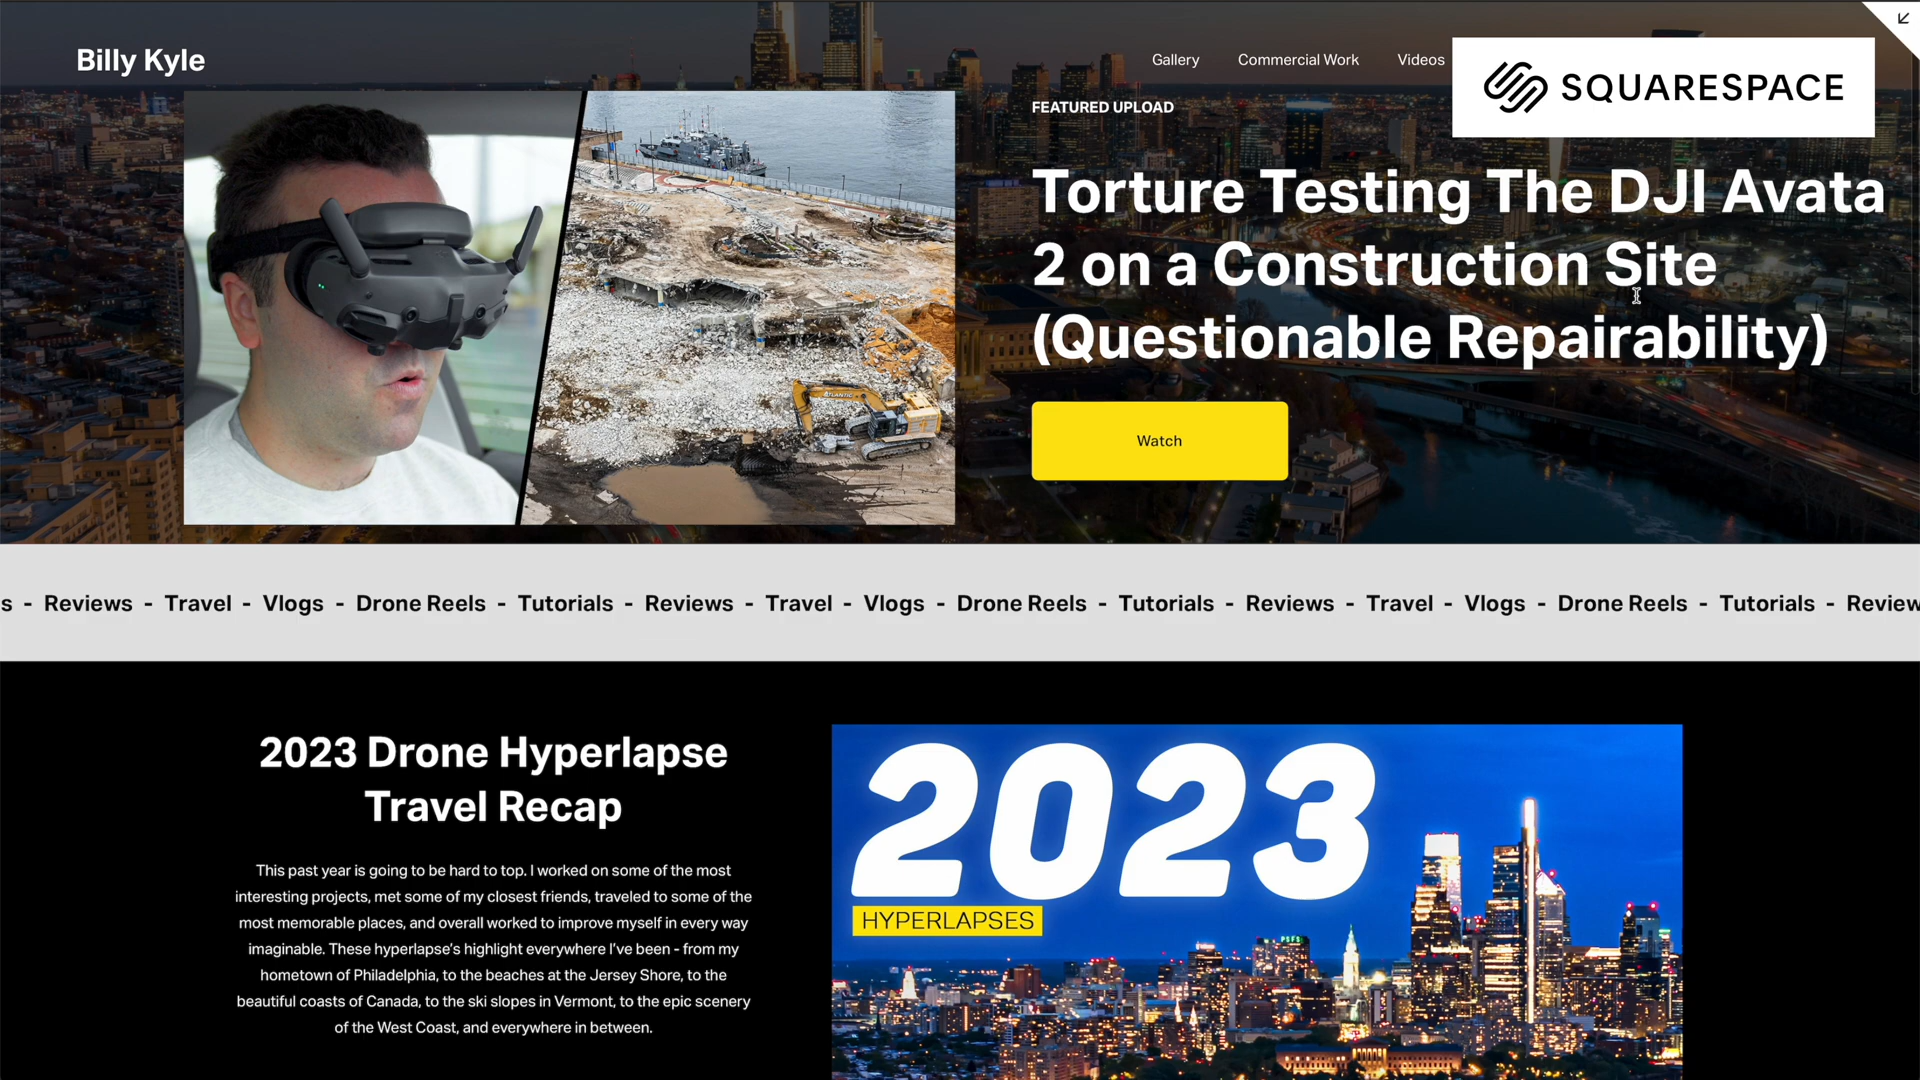 Billy Kyle
Gallery
Commercial Work
Videos
SQUARESPACE
FEATURED UPLOAD
Torture Testing The DJI Avata
2 on a Construction Site
(Questionable Repairability)
Watch
ATLANTIC
s - Reviews - Travel - Vlogs - Drone Reels - Tutorials - Reviews - Travel - Vlogs - Drone Reels - Tutorials - Reviews - Travel - Vlogs - Drone Reels - Tutorials - Review
2023 Drone Hyperlapse
Travel Recap
This past year is going to be hard to top. I worked on some of the most
interesting projects, met some of my closest friends, traveled to some of the
most memorable places, and overall worked to improve myself in every way
imaginable. These hyperlapse's highlight everywhere I've been - from my
hometown of Philadelphia, to the beaches at the Jersey Shore, to the
beautiful coasts of Canada, to the ski slopes in Vermont, to the epic scenery
of the West Coast, and everywhere in between.
2023
HYPERLAPSES